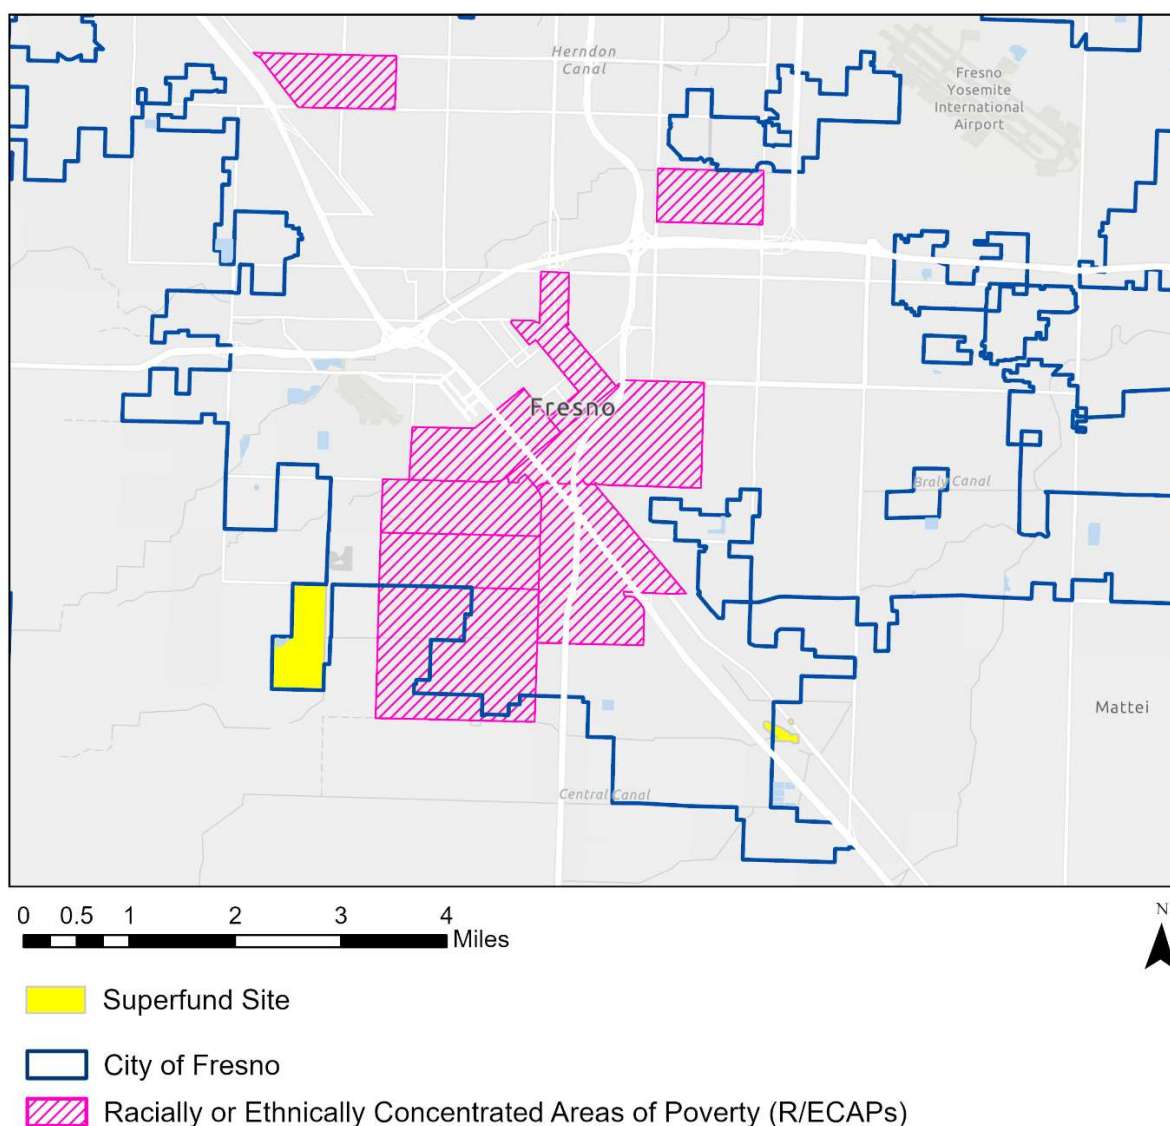 Herndon
Canal
Fresno
Yosemite
International
Airport
Fresno
Braly Canal
Mattei
Central Canal
0 0.5 1 2 3 4
Miles
N
Superfund Site
City of Fresno
Racially or Ethnically Concentrated Areas of Poverty (R/ECAPs)